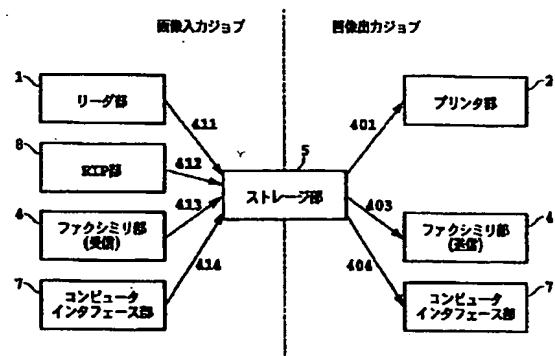 画像入力ジョブ
画像出力ジョブ
1
リーダ部
411
8
RIP部
412
4
ファクシミリ部
(受信)
413
7
コンピュータ
インタフェース部
414
5
ストレージ部
401
プリンタ部
2
403
ファクシミリ部
(送信)
4
404
コンピュータ
インタフェース部
7